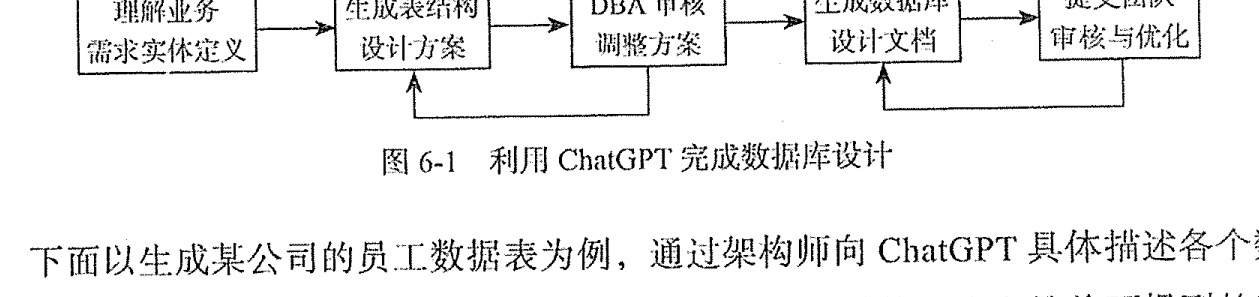 理解业务
需求实体定义
生成表结构
设计方案
DBA 审核
调整方案
生成数据库
设计文档
提交团队
审核与优化
图 6-1 利用 ChatGPT 完成数据库设计
下面以生成某公司的员工数据表为例，通过架构师向 ChatGPT 具体描述各个